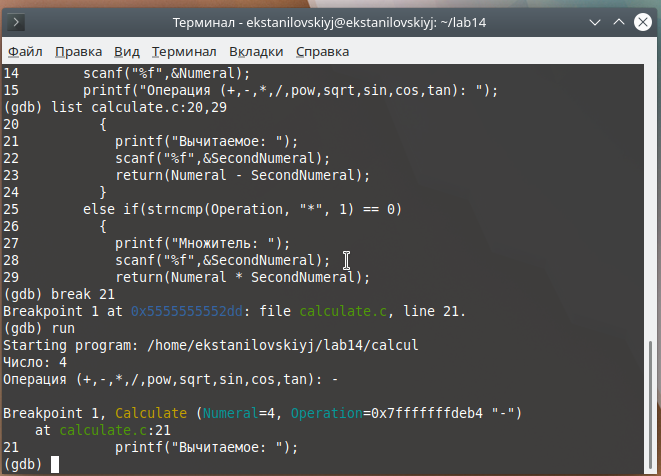 Терминал - ekstanilovskiyj@ekstanilovskiyj: ~/lab14
Файл Правка Вид Терминал Вкладки Справка
14        scanf("%f",&Numeral);
15        printf("Операция (+,-,*,/,pow,sqrt,sin,cos,tan): ");
(gdb) list calculate.c:20,29
20          {
21            printf("Вычитаемое: ");
22            scanf("%f",&SecondNumeral);
23            return(Numeral - SecondNumeral);
24          }
25        else if(strncmp(Operation, "*", 1) == 0)
26          {
27            printf("Множитель: ");
28            scanf("%f",&SecondNumeral);
29            return(Numeral * SecondNumeral);
(gdb) break 21
Breakpoint 1 at 0x5555555552dd: file calculate.c, line 21.
(gdb) run
Starting program: /home/ekstanilovskiyj/lab14/calcul
Число: 4
Операция (+,-,*,/,pow,sqrt,sin,cos,tan): -
Breakpoint 1, Calculate (Numeral=4, Operation=0x7fffffffdeb4 "-")
    at calculate.c:21
21            printf("Вычитаемое: ");
(gdb)